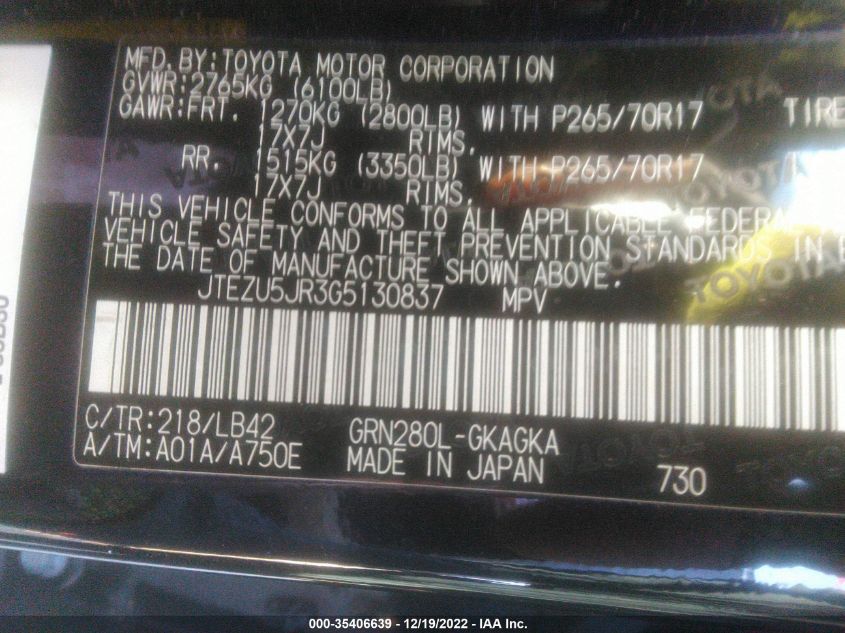 MFD.BY:TOYOTA MOTOR CORPORATION
GVWR:2765KG (6100LB)
GAWR:FRT. 1270KG (2800LB) WITH P265/70R17 TIRE
17X7J RIMS.
RR. 1515KG (3350LB) WITH P265/70R17
17X7J RIMS.
THIS VEHICLE CONFORMS TO ALL APPLICABLE FEDERA
VEHICLE SAFETY AND THEFT PREVENTION STANDARDS IN E
THE DATE OF MANUFACTURE SHOWN ABOVE.
JTEZU5JR3G5130837 MPV
C/TR:218/LB42 GRN280L-GKAGKA
A/TM:A01A/A750E MADE IN JAPAN 730
000-35406639 - 12/19/2022 - IAA Inc.